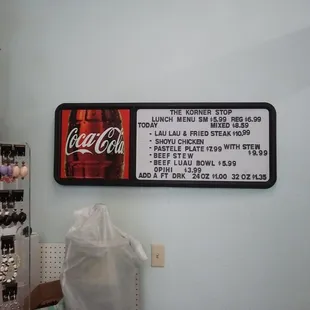 Coca-Cola
THE KORNER STOP
LUNCH MENU SM $5.99 REG $6.99
TODAY MIXED $8.59
• LAU LAU & FRIED STEAK $10.99
• SHOYU CHICKEN
• PASTELE PLATE $7.99 WITH STEW $9.99
• BEEF STEW
• BEEF LUAU BOWL $5.99
OPIHI $3.99
ADD A FT DRK 24 OZ $1.00 32 OZ $1.35